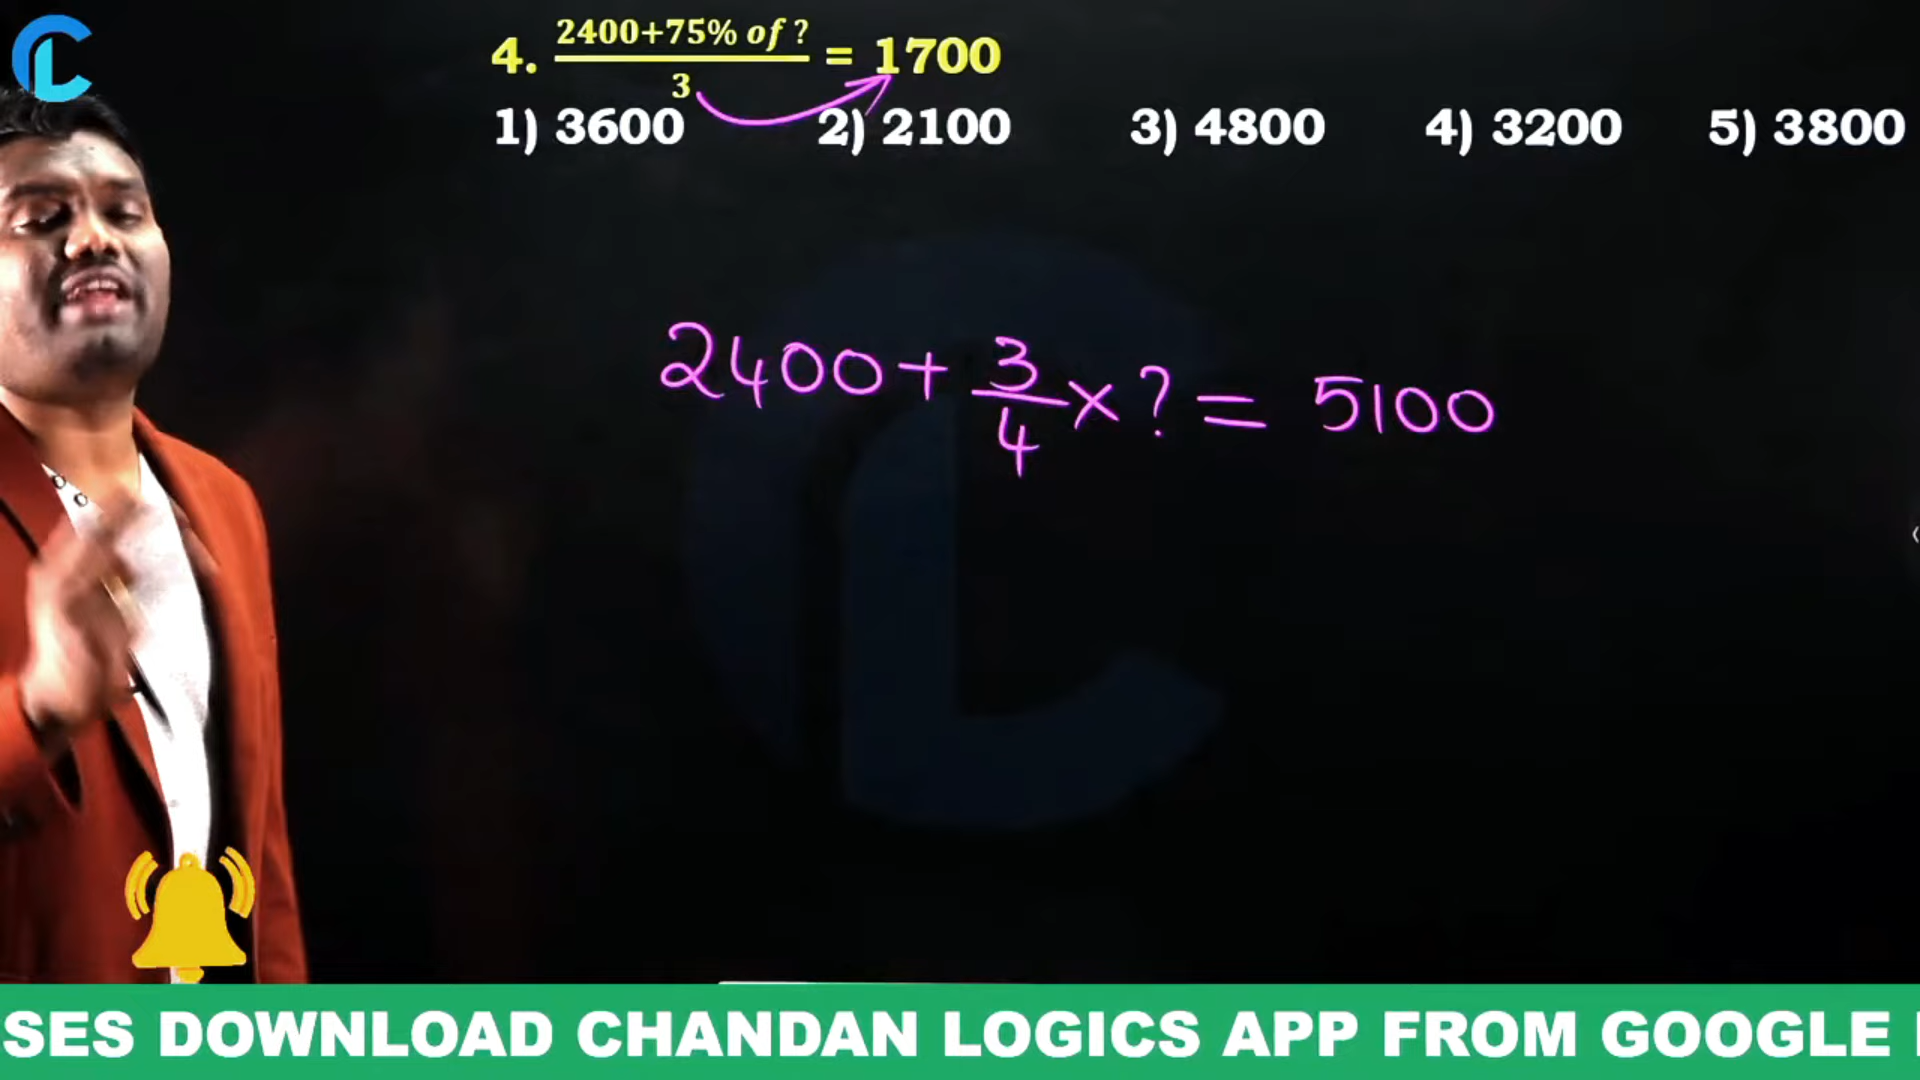 4. 2400+75% of ? / 3 = 1700
1) 3600 2) 2100 3) 4800 4) 3200 5) 3800
2400 + 3/4 × ? = 5100
SES DOWNLOAD CHANDAN LOGICS APP FROM GOOGLE